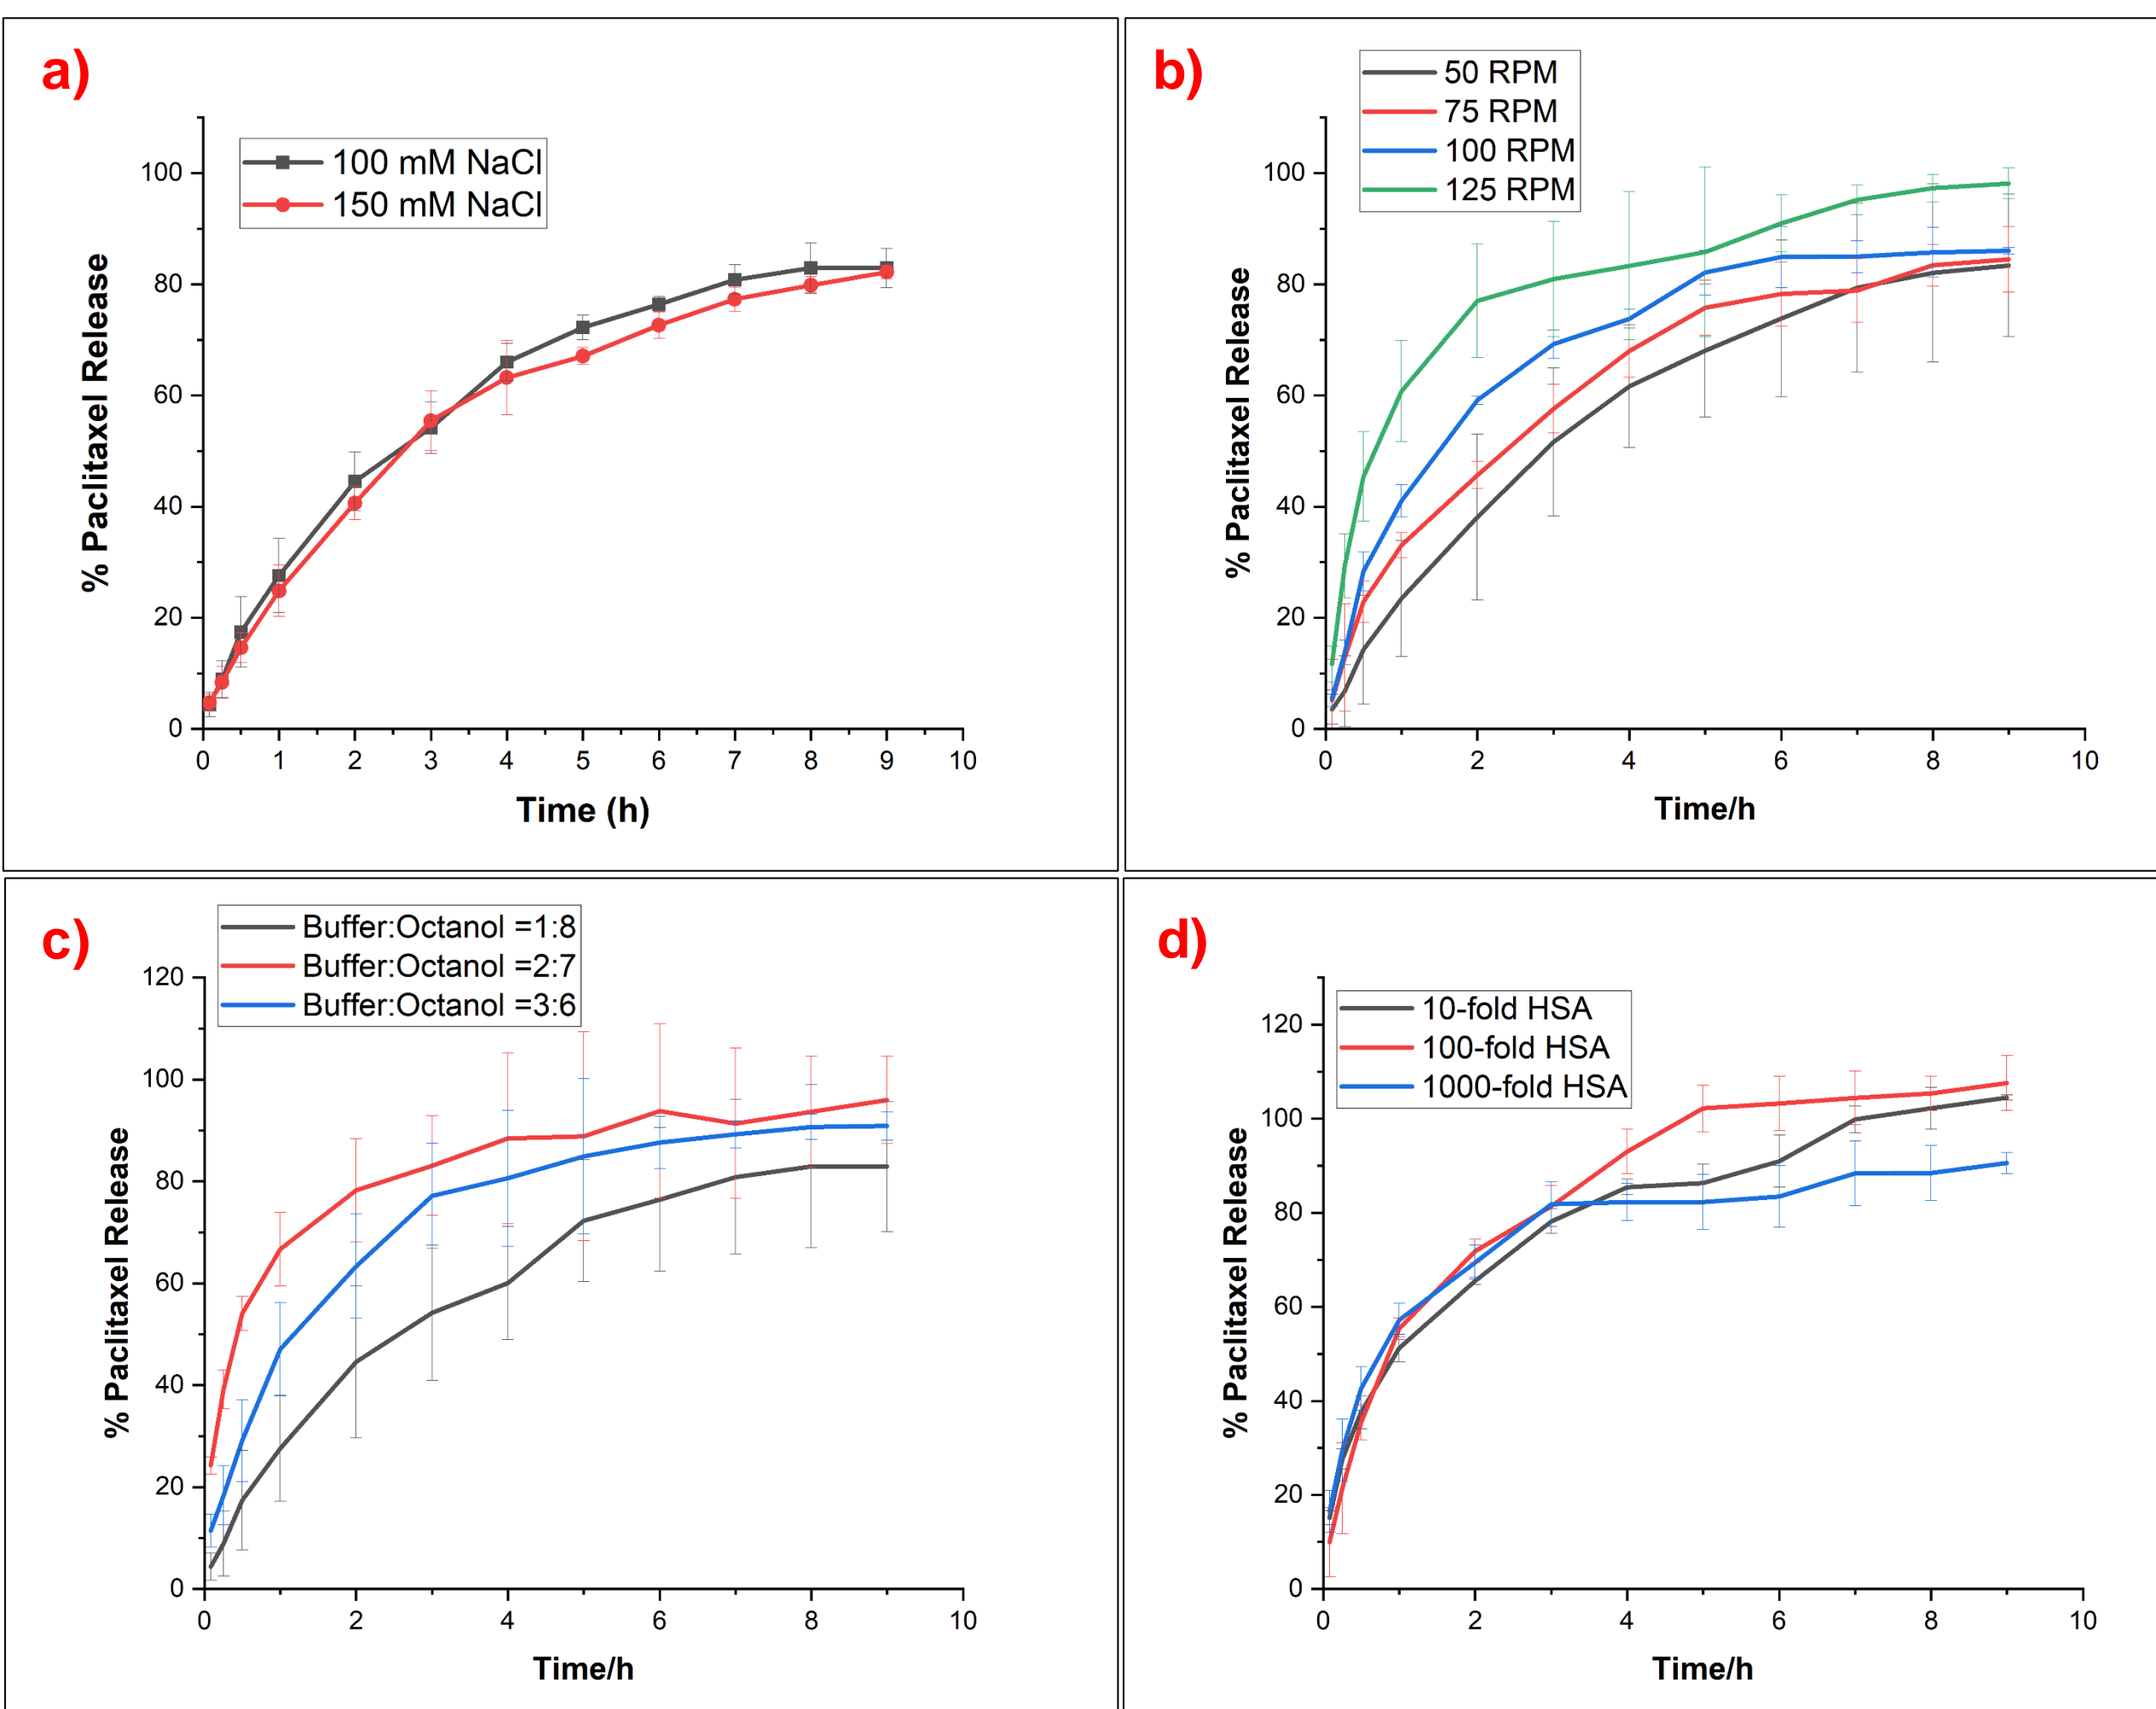 a)
100 mM NaCl
150 mM NaCl
% Paclitaxel Release
100
80
60
40
20
0
0 1 2 3 4 5 6 7 8 9 10
Time (h)
b)
50 RPM
75 RPM
100 RPM
125 RPM
% Paclitaxel Release
100
80
60
40
20
0
0 2 4 6 8 10
Time/h
c)
Buffer:Octanol =1:8
Buffer:Octanol =2:7
Buffer:Octanol =3:6
% Paclitaxel Release
120
100
80
60
40
20
0
0 2 4 6 8 10
Time/h
d)
10-fold HSA
100-fold HSA
1000-fold HSA
% Paclitaxel Release
120
100
80
60
40
20
0
0 2 4 6 8 10
Time/h